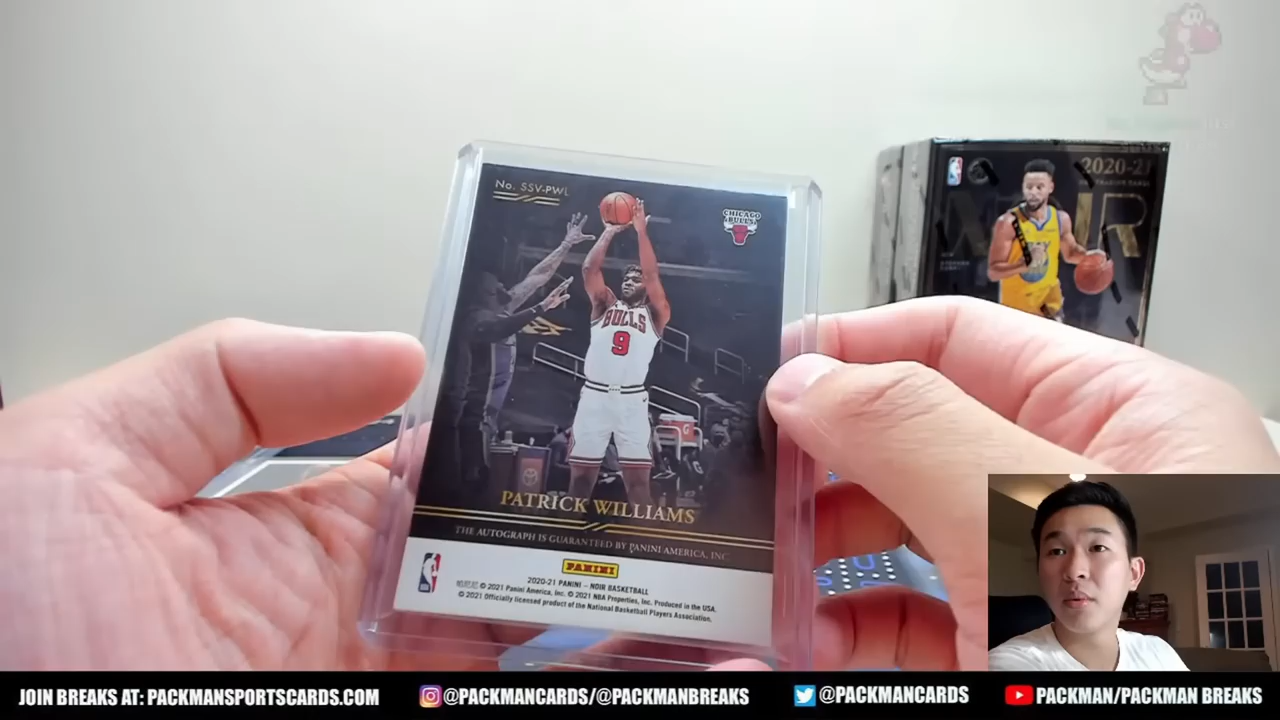 No. SSV-PWL
CHICAGO
BULLS
BULLS
9
PATRICK WILLIAMS
THE AUTOGRAPH IS GUARANTEED BY PANINI AMERICA, INC.
PANINI
2020-21 PANINI – NOIR BASKETBALL
© 2021 Panini America, Inc. © 2021 NBA Properties, Inc. Produced in the USA.
© 2021 Officially licensed product of the National Basketball Players Association.
2020-21
NOIR
JOIN BREAKS AT: PACKMANSPORTSCARDS.COM
@PACKMANCARDS/@PACKMANBREAKS
@PACKMANCARDS
PACKMAN/PACKMAN BREAKS